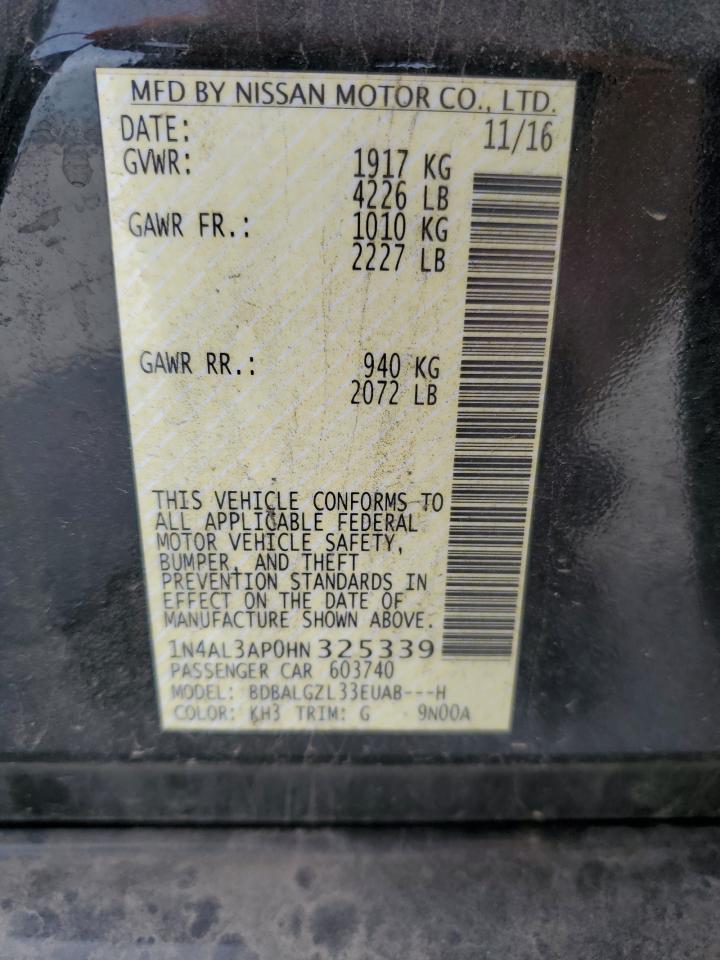 MFD BY NISSAN MOTOR CO., LTD.
DATE: 11/16
GVWR: 1917 KG
4226 LB
GAWR FR.: 1010 KG
2227 LB
GAWR RR.: 940 KG
2072 LB
THIS VEHICLE CONFORMS TO
ALL APPLICABLE FEDERAL
MOTOR VEHICLE SAFETY,
BUMPER, AND THEFT
PREVENTION STANDARDS IN
EFFECT ON THE DATE OF
MANUFACTURE SHOWN ABOVE.
1N4AL3AP0HN 325339
PASSENGER CAR 603740
MODEL: BDBALGZL33EUAB---H
COLOR: KH3 TRIM: G 9N00A